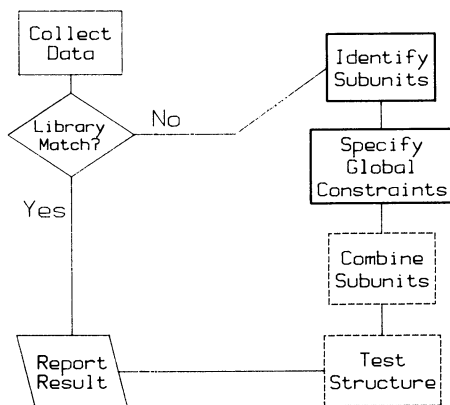 Collect
Data
Library
Match?
No
Yes
Report
Result
Identify
Subunits
Specify
Global
Constraints
Combine
Subunits
Test
Structure